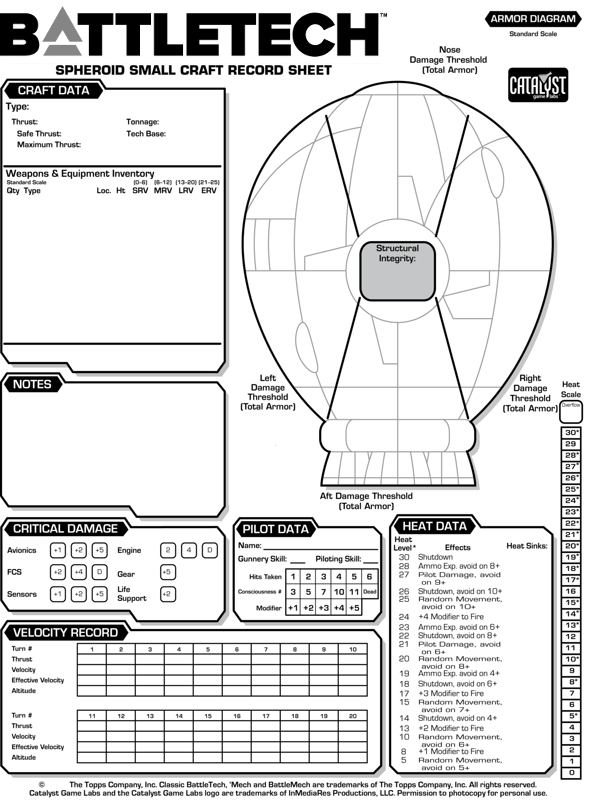 BATTLETECH™
SPHEROID SMALL CRAFT RECORD SHEET
ARMOR DIAGRAM
Standard Scale
Nose
Damage Threshold
(Total Armor)
CATALYST
game labs
CRAFT DATA
Type:
Thrust: Tonnage:
Safe Thrust: Tech Base:
Maximum Thrust:
Weapons & Equipment Inventory
Standard Scale (0-6) (6-12) (13-20) (21-25)
Qty Type Loc. Ht SRV MRV LRV ERV
Structural
Integrity:
Left
Damage
Threshold
(Total Armor)
Right
Damage
Threshold
(Total Armor)
Aft Damage Threshold
(Total Armor)
Heat
Scale
Overflow
30*
29
28*
27*
26*
25*
24*
23*
22*
21*
20*
19*
18*
17*
16
15*
14*
13*
12
11
10*
9
8*
7
6
5*
4
3
2
1
0
NOTES
CRITICAL DAMAGE
Avionics +1 +2 +5 Engine 2 4 D
FCS +2 +4 D Gear +5
Sensors +1 +2 +5 Life
Support +2
PILOT DATA
Name:
Gunnery Skill: Piloting Skill:
Hits Taken 1 2 3 4 5 6
Consciousness # 3 5 7 10 11 Dead
Modifier +1 +2 +3 +4 +5
HEAT DATA
Heat
Level* Effects Heat Sinks:
30 Shutdown
28 Ammo Exp. avoid on 8+
27 Pilot Damage, avoid
on 9+
26 Shutdown, avoid on 10+
25 Random Movement,
avoid on 10+
24 +4 Modifier to Fire
23 Ammo Exp. avoid on 6+
22 Shutdown, avoid on 8+
21 Pilot Damage, avoid
on 6+
20 Random Movement,
avoid on 8+
19 Ammo Exp. avoid on 4+
18 Shutdown, avoid on 6+
17 +3 Modifier to Fire
15 Random Movement,
avoid on 7+
14 Shutdown, avoid on 4+
13 +2 Modifier to Fire
10 Random Movement,
avoid on 6+
8 +1 Modifier to Fire
5 Random Movement,
avoid on 5+
VELOCITY RECORD
Turn # 1 2 3 4 5 6 7 8 9 10
Thrust
Velocity
Effective Velocity
Altitude
Turn # 11 12 13 14 15 16 17 18 19 20
Thrust
Velocity
Effective Velocity
Altitude
© The Topps Company, Inc. Classic BattleTech, 'Mech and BattleMech are trademarks of The Topps Company, Inc. All rights reserved.
Catalyst Game Labs and the Catalyst Game Labs logo are trademarks of InMediaRes Productions, LLC. Permission to photocopy for personal use.